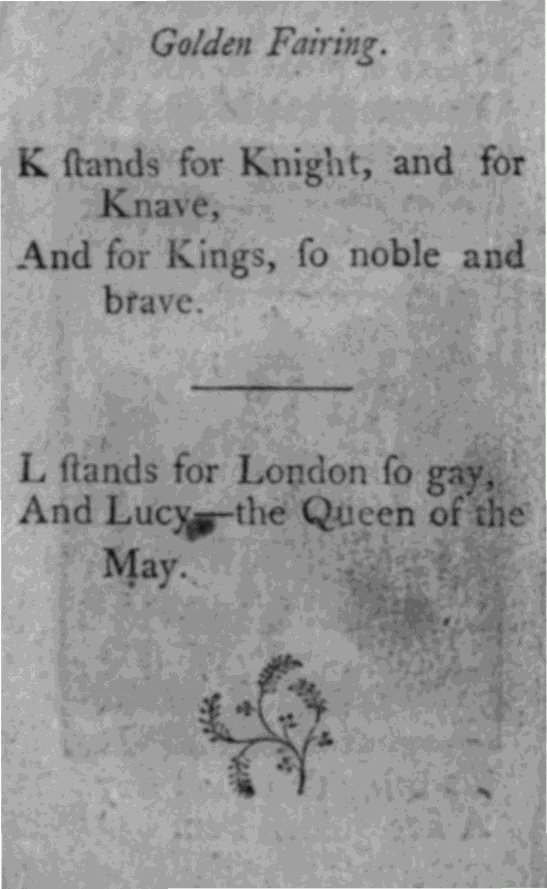 Golden Fairing.
K ſtands for Knight, and for
Knave,
And for Kings, ſo noble and
brave.
L ſtands for London ſo gay,
And Lucy—the Queen of the
May.